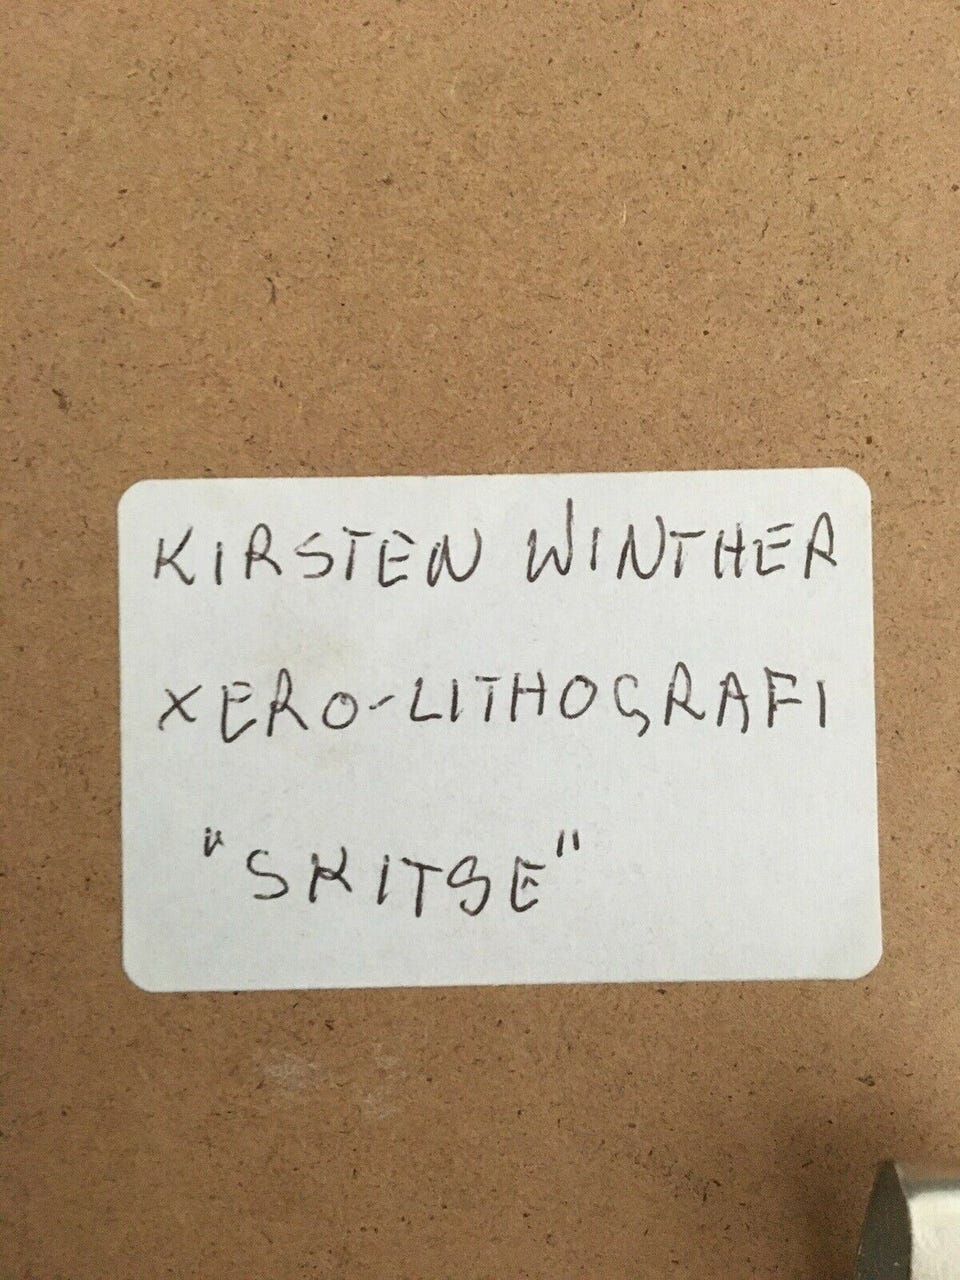 KIRSTEN WINTHER
XERO-LITHOGRAFI
"SKITSE"